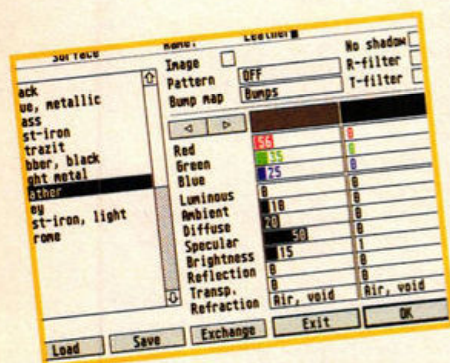 Surface
Name: Leather
Image
No shadow
Pattern OFF
R-filter
Bump map Bumps
T-filter
ack
ue, metallic
ass
st-iron
trazit
bber, black
ght metal
ather
ey
st-iron, light
rome
Red 56 0
Green 35 0
Blue 25 0
Luminous 0 0
Ambient 10 0
Diffuse 20 0
Specular 50 0
Brightness 15 1
Reflection 0 0
Transp. 0 0
Refraction Air, void Air, void
Load Save Exchange Exit OK